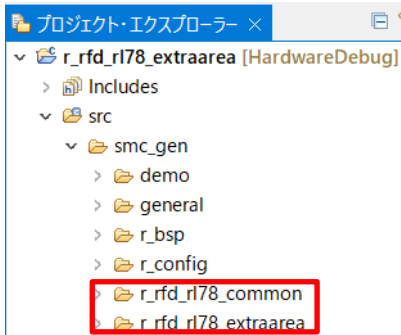 プロジェクト・エクスプローラー
r_rfd_rl78_extraarea [HardwareDebug]
Includes
src
smc_gen
demo
general
r_bsp
r_config
r_rfd_rl78_common
r_rfd_rl78_extraarea